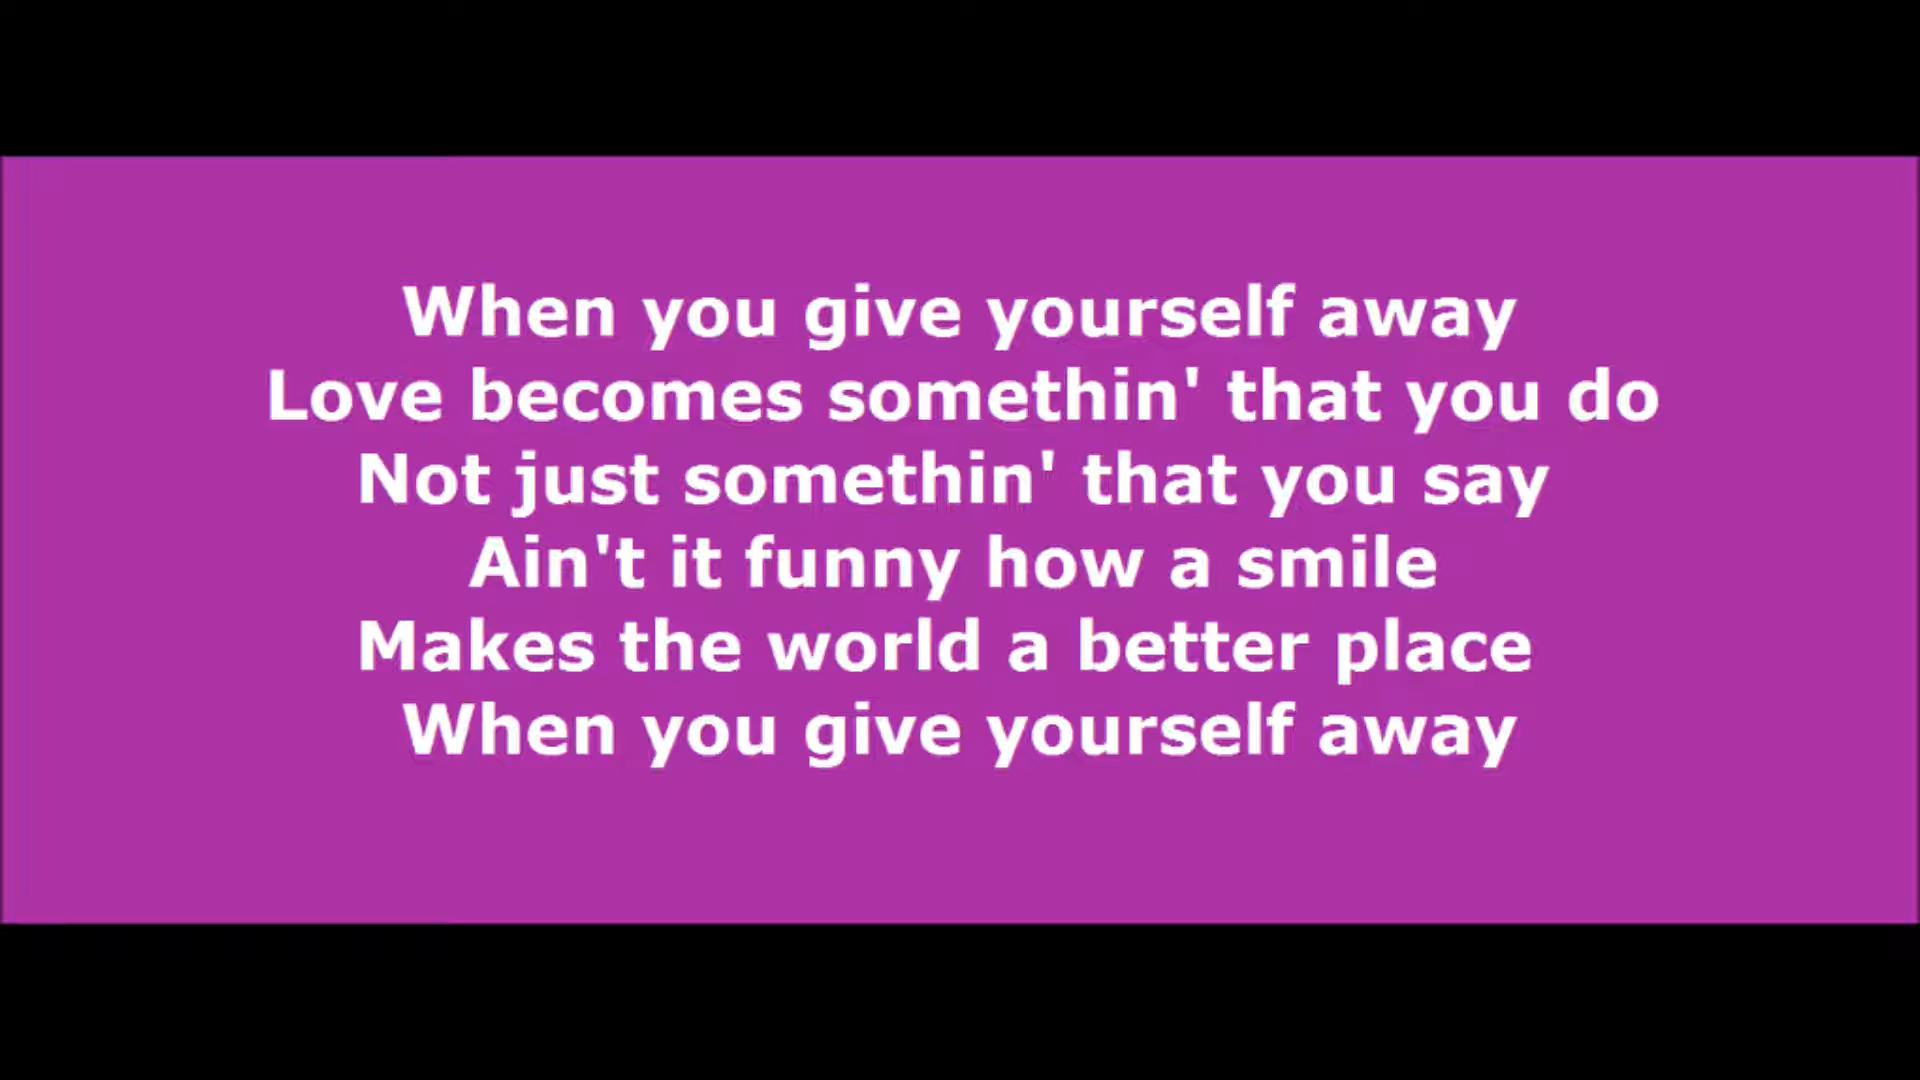 When you give yourself away
Love becomes somethin' that you do
Not just somethin' that you say
Ain't it funny how a smile
Makes the world a better place
When you give yourself away